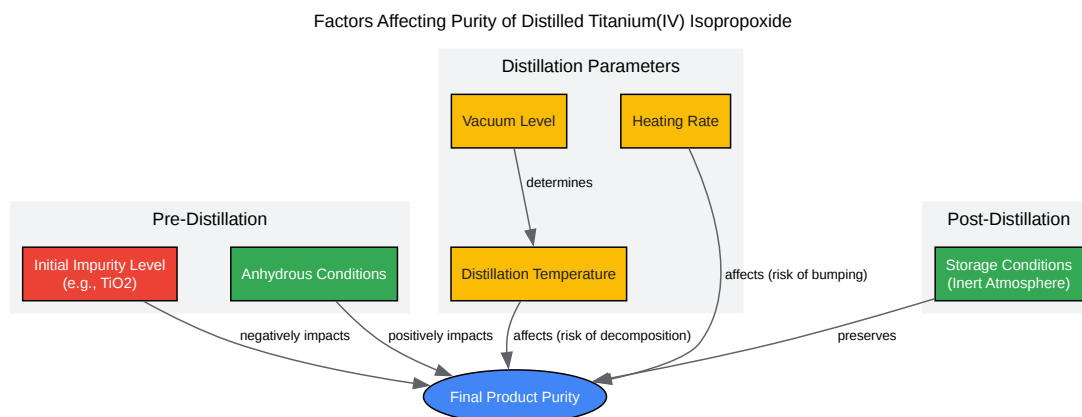 Factors Affecting Purity of Distilled Titanium(IV) Isopropoxide
Distillation Parameters
Vacuum Level
Heating Rate
determines
Pre-Distillation
Post-Distillation
Initial Impurity Level
(e.g., TiO2)
Anhydrous Conditions
Distillation Temperature
affects (risk of bumping)
Storage Conditions
(Inert Atmosphere)
negatively impacts
positively impacts
affects (risk of decomposition)
preserves
Final Product Purity